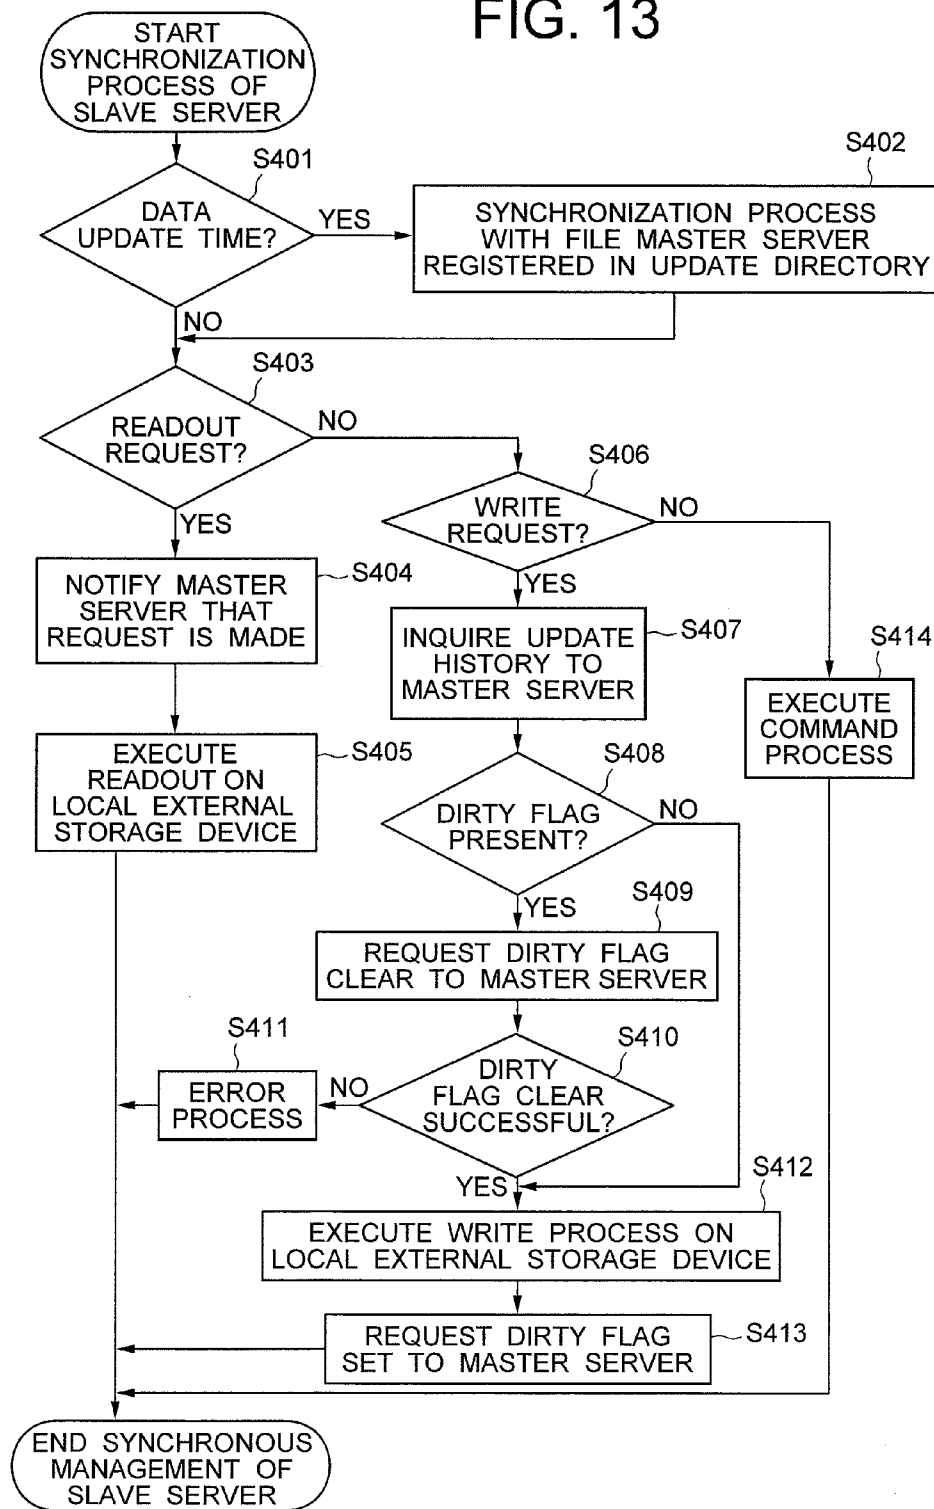 FIG. 13
START
SYNCHRONIZATION
PROCESS OF
SLAVE SERVER
S401
DATA
UPDATE TIME?
YES
NO
S402
SYNCHRONIZATION PROCESS
WITH FILE MASTER SERVER
REGISTERED IN UPDATE DIRECTORY
S403
READOUT
REQUEST?
NO
YES
S404
NOTIFY MASTER
SERVER THAT
REQUEST IS MADE
S405
EXECUTE
READOUT ON
LOCAL EXTERNAL
STORAGE DEVICE
S406
WRITE
REQUEST?
NO
YES
S407
INQUIRE UPDATE
HISTORY TO
MASTER SERVER
S414
EXECUTE
COMMAND
PROCESS
S408
DIRTY FLAG
PRESENT?
NO
YES
S409
REQUEST DIRTY FLAG
CLEAR TO MASTER SERVER
S410
DIRTY
FLAG CLEAR
SUCCESSFUL?
NO
YES
S411
ERROR
PROCESS
S412
EXECUTE WRITE PROCESS ON
LOCAL EXTERNAL STORAGE DEVICE
S413
REQUEST DIRTY FLAG
SET TO MASTER SERVER
END SYNCHRONOUS
MANAGEMENT OF
SLAVE SERVER